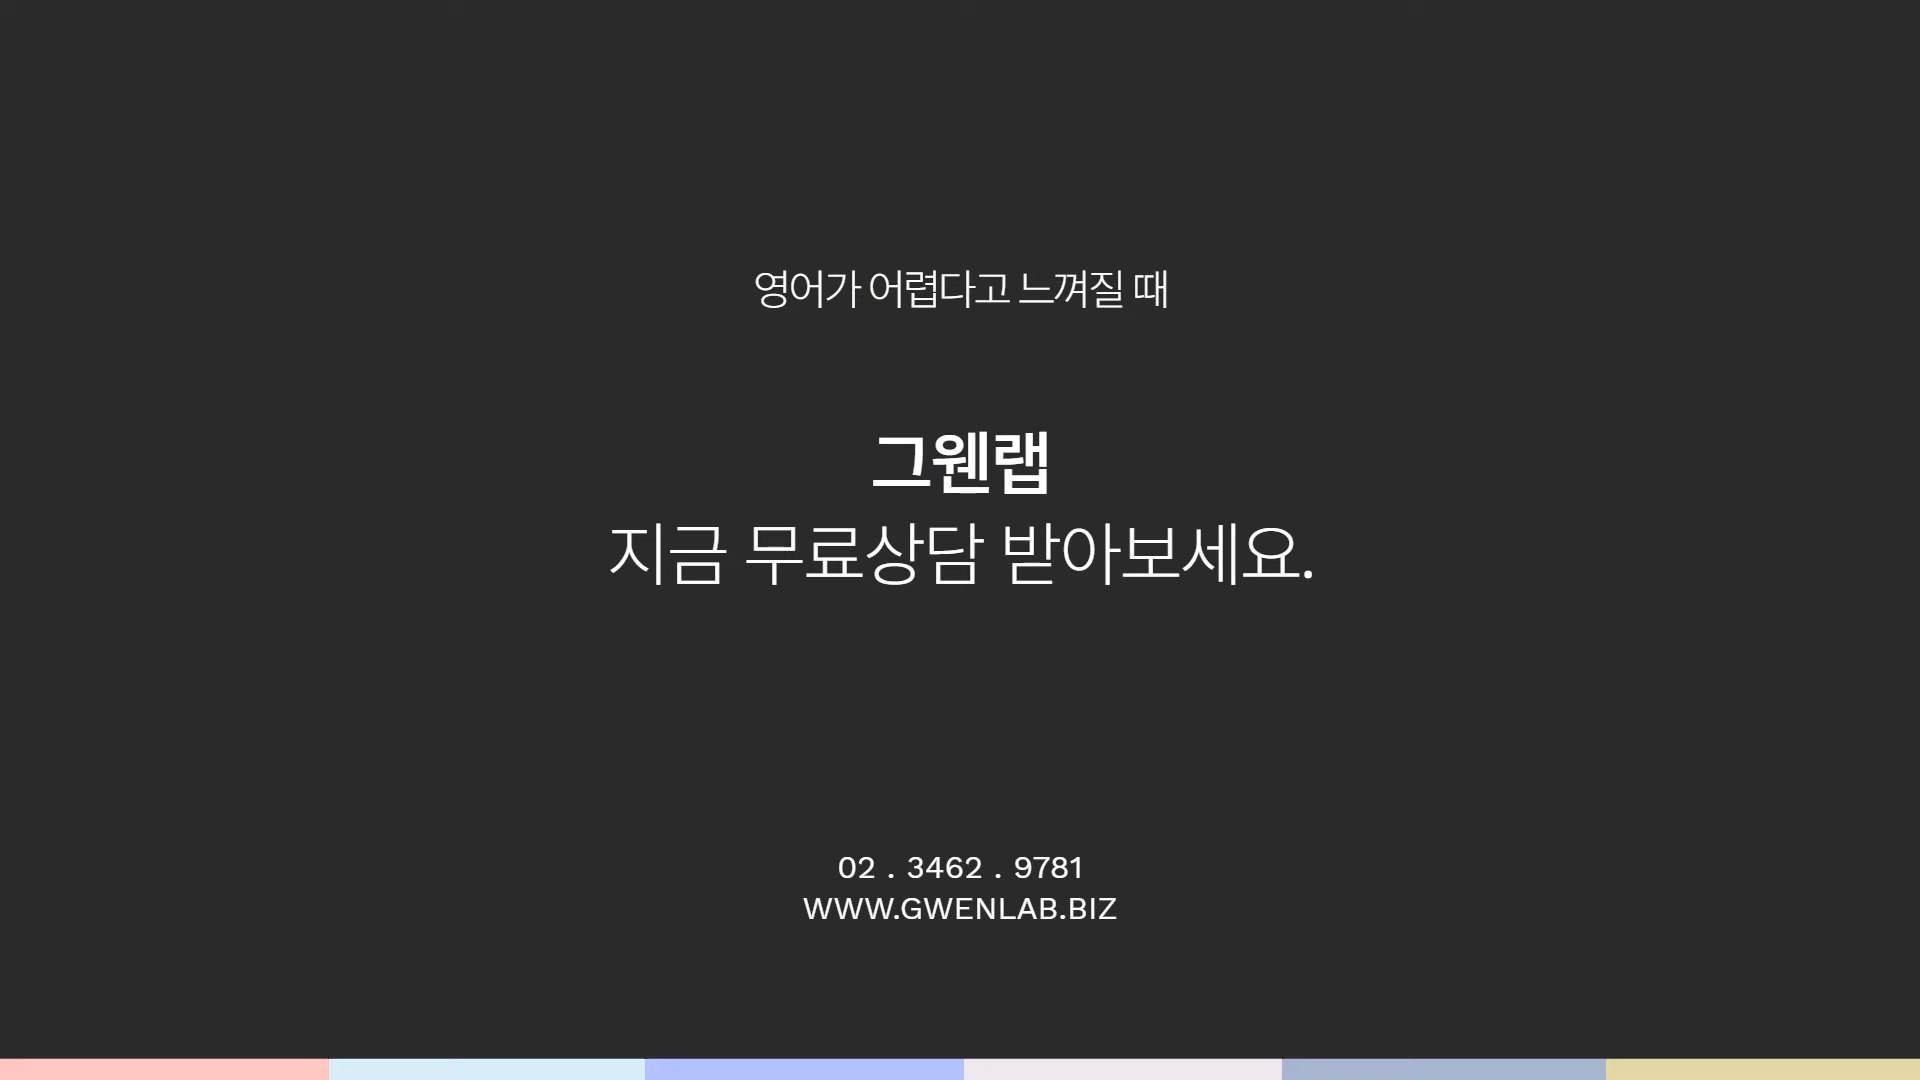 영어가 어렵다고 느껴질 때
그웬랩
지금 무료상담 받아보세요.
02 . 3462 . 9781
WWW.GWENLAB.BIZ